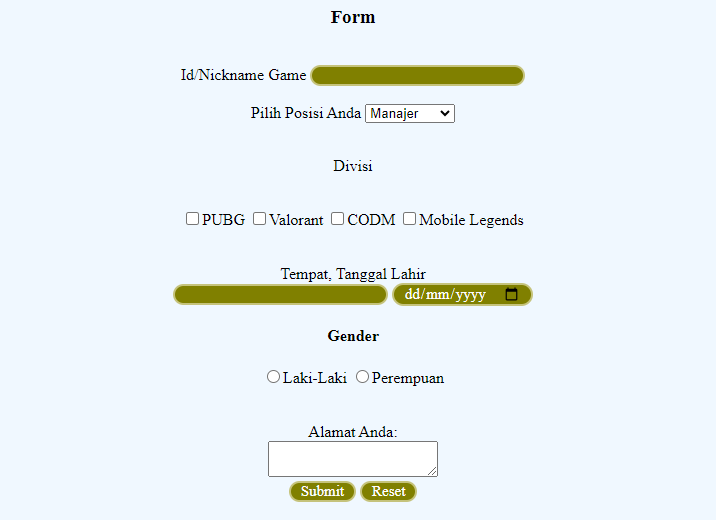 Form
Id/Nickname Game
Pilih Posisi Anda Manajer
Divisi
PUBG Valorant CODM Mobile Legends
Tempat, Tanggal Lahir
dd/mm/yyyy
Gender
Laki-Laki Perempuan
Alamat Anda:
Submit Reset